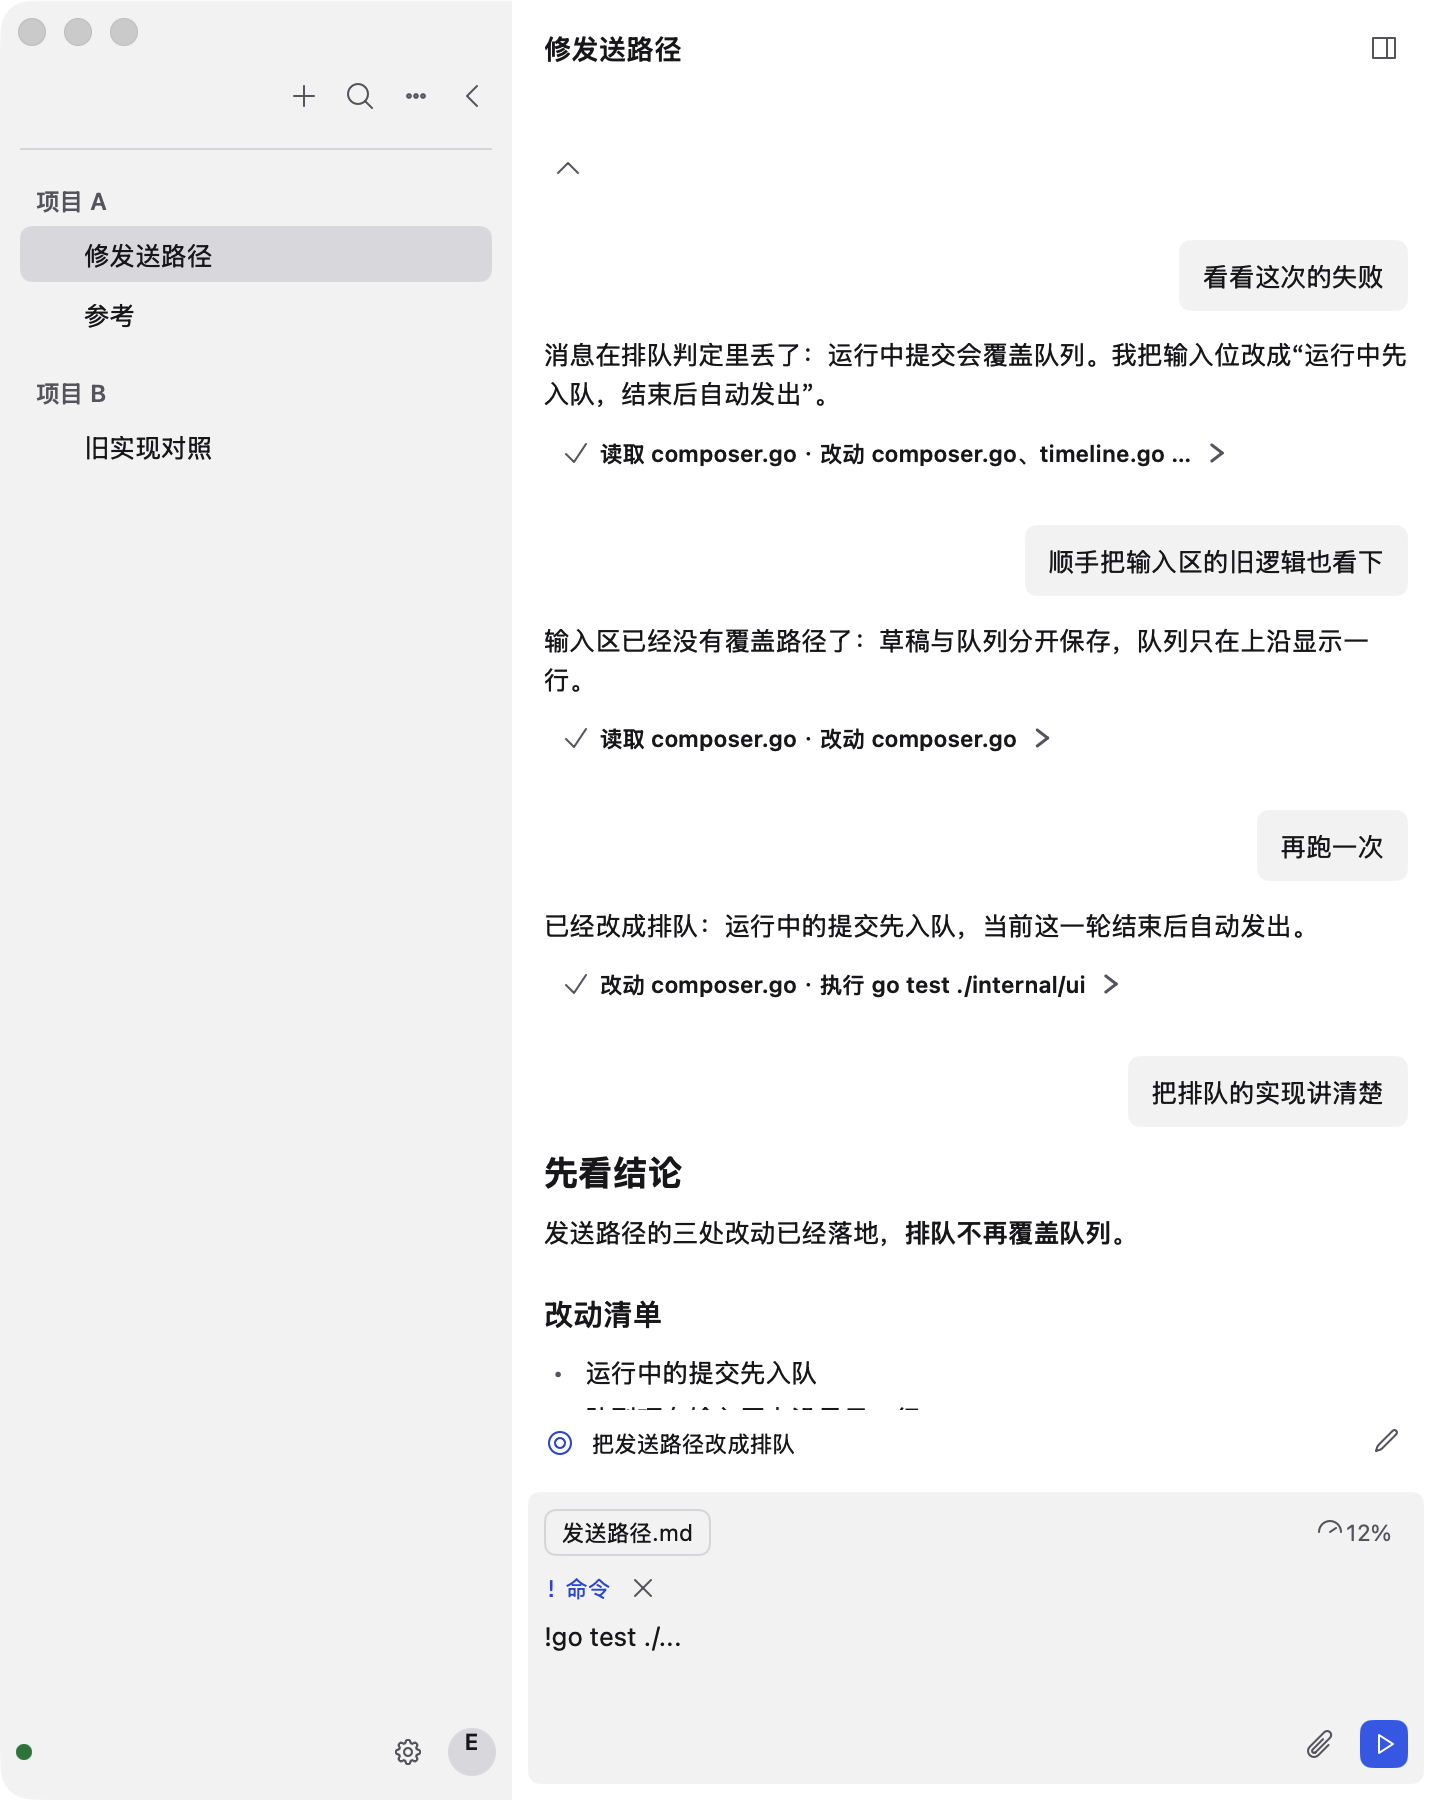 修发送路径
项目 A
修发送路径
参考
项目 B
旧实现对照
看看这次的失败
消息在排队判定里丢了：运行中提交会覆盖队列。我把输入位改成“运行中先
入队，结束后自动发出”。
读取 composer.go · 改动 composer.go、timeline.go ...
顺手把输入区的旧逻辑也看下
输入区已经没有覆盖路径了：草稿与队列分开保存，队列只在上沿显示一
行。
读取 composer.go · 改动 composer.go
再跑一次
已经改成排队：运行中的提交先入队，当前这一轮结束后自动发出。
改动 composer.go · 执行 go test ./internal/ui
把排队的实现讲清楚
先看结论
发送路径的三处改动已经落地，排队不再覆盖队列。
改动清单
• 运行中的提交先入队
把发送路径改成排队
发送路径.md
12%
! 命令
!go test ./...
E